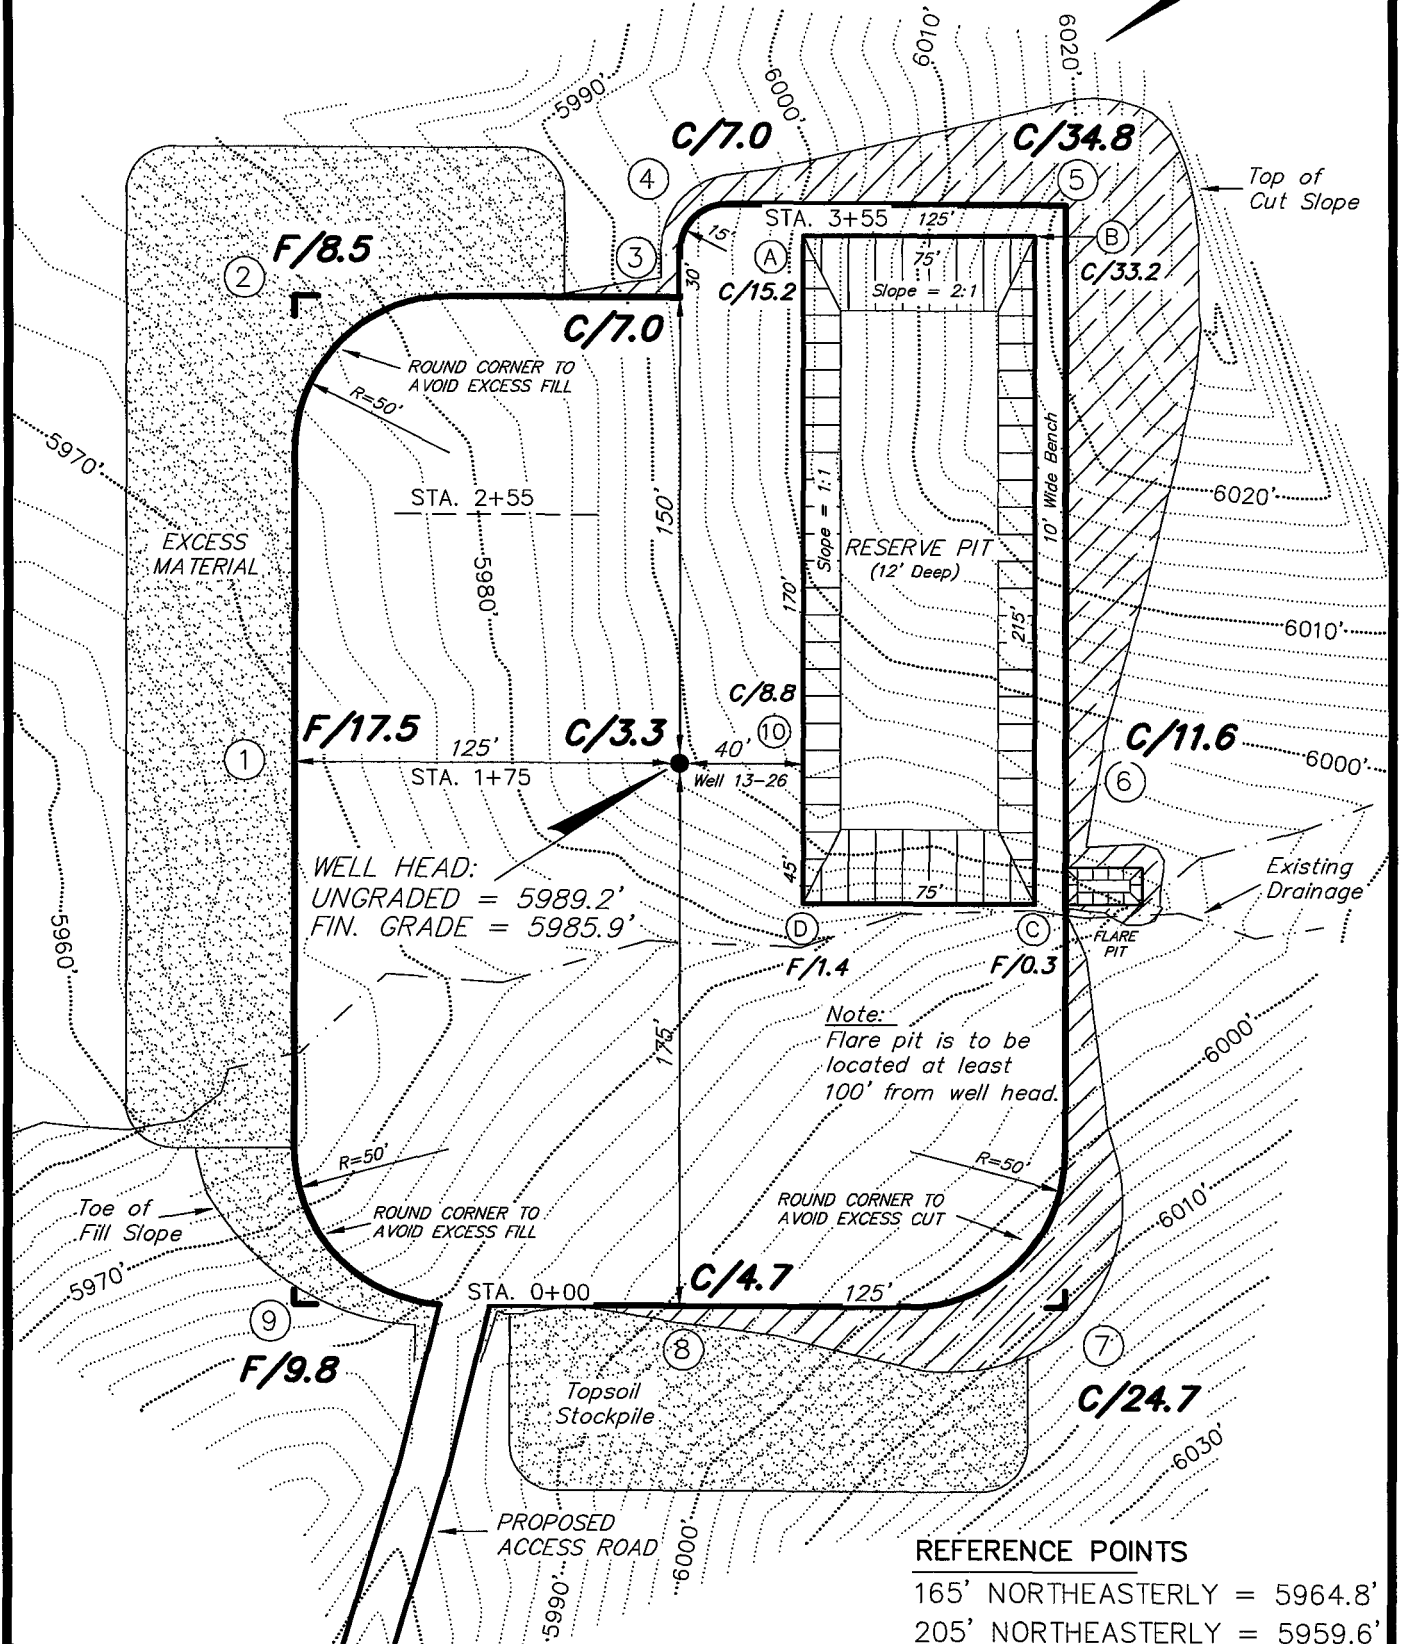 6010'
6020'
5990'
6000'
C/7.0
C/34.8
4
5
Top of
Cut Slope
STA. 3+55
125'
15'
3
A
B
F/8.5
2
30'
75'
C/33.2
C/15.2
Slope = 2:1
C/7.0
ROUND CORNER TO
AVOID EXCESS FILL
R=50'
5970'
10' Wide Bench
STA. 2+55
150'
6020'
Slope = 1:1
EXCESS
MATERIAL
RESERVE PIT
(12' Deep)
5980'
170'
215'
6010'
C/8.8
F/17.5
C/3.3
10
C/11.6
125'
40'
1
STA. 1+75
Well 13-26
6000'
6
WELL HEAD:
UNGRADED = 5989.2'
FIN. GRADE = 5985.9'
45'
75'
Existing
Drainage
5960'
D
C
FLARE
PIT
F/1.4
F/0.3
Note:
Flare pit is to be
located at least
100' from well head.
175'
6000'
R=50'
R=50'
Toe of
Fill Slope
ROUND CORNER TO
AVOID EXCESS FILL
ROUND CORNER TO
AVOID EXCESS CUT
6010'
5970'
STA. 0+00
C/4.7
125'
9
8
7
F/9.8
C/24.7
Topsoil
Stockpile
6030'
PROPOSED
ACCESS ROAD
6000'
5990'
REFERENCE POINTS
165' NORTHEASTERLY = 5964.8'
205' NORTHEASTERLY = 5959.6'